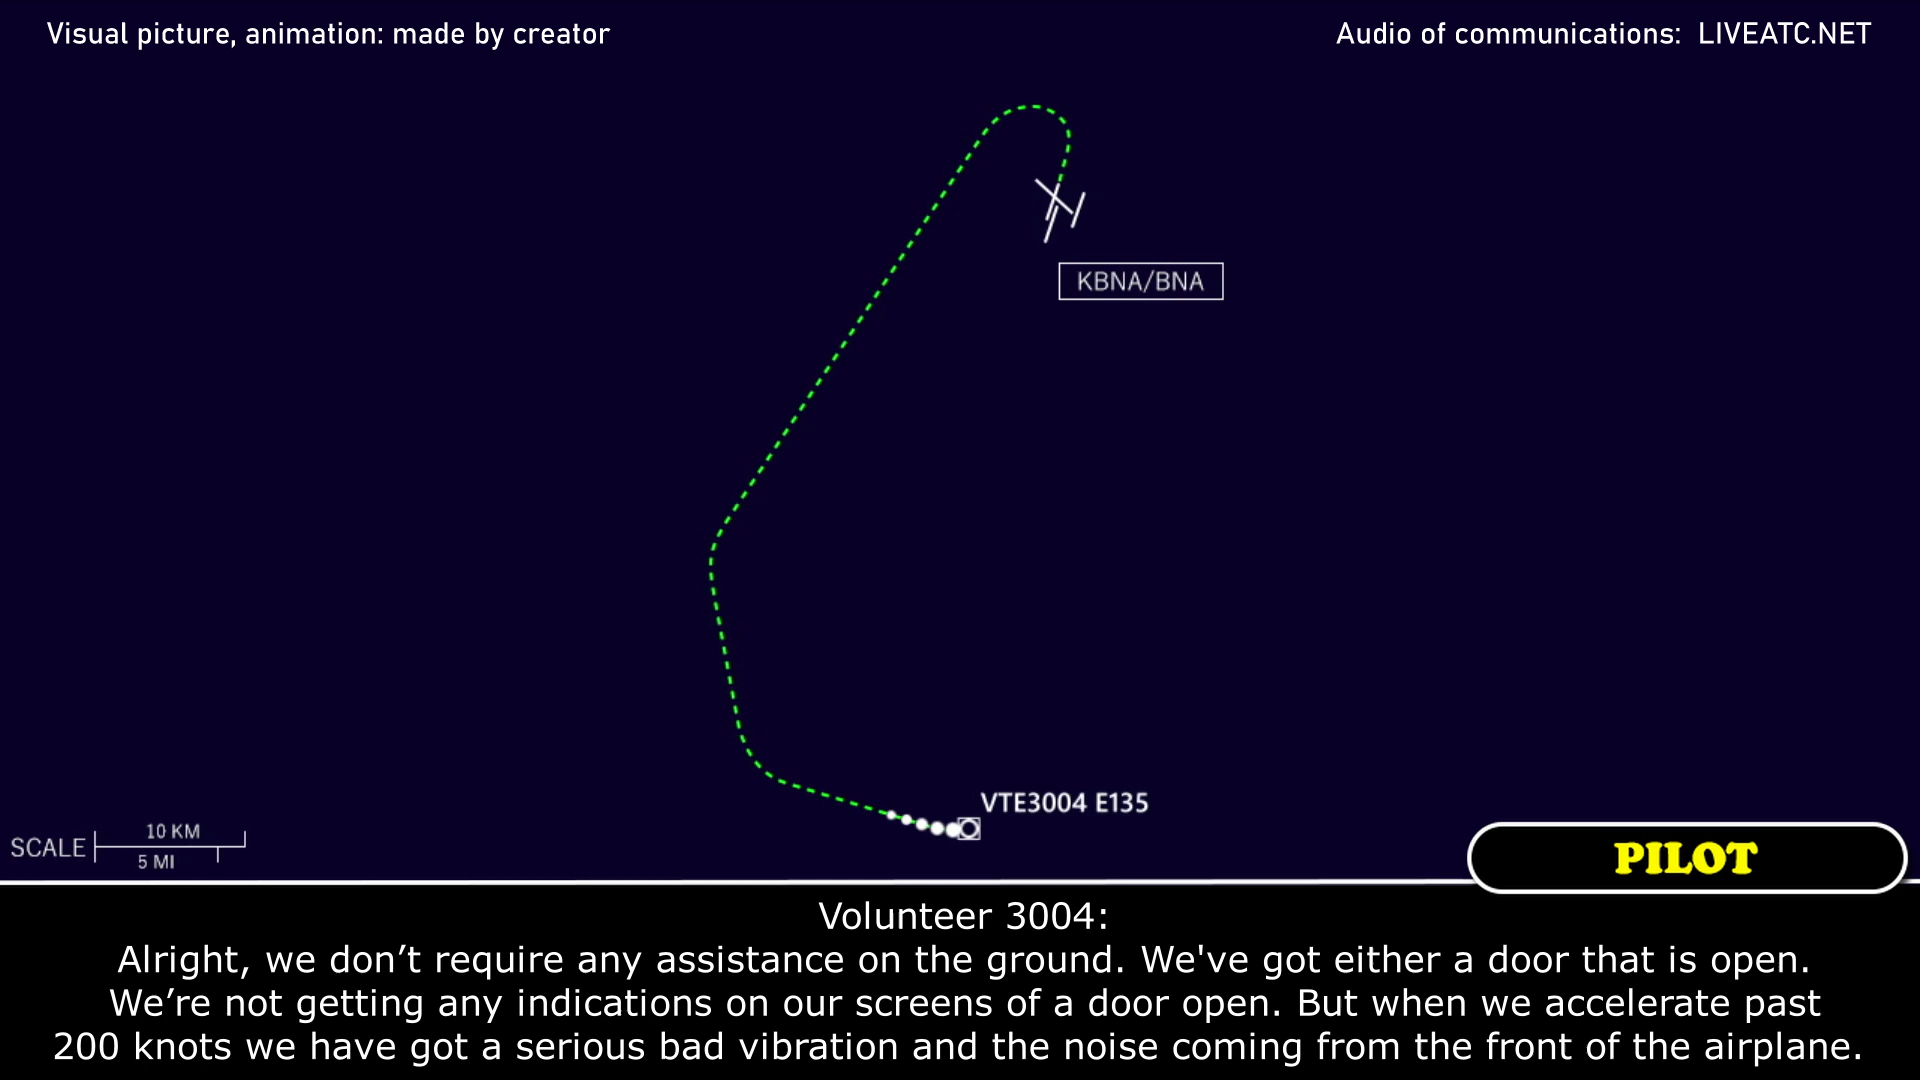 Visual picture, animation: made by creator
Audio of communications: LIVEATC.NET
KBNA/BNA
VTE3004 E135
SCALE
10 KM
5 MI
PILOT
Volunteer 3004:
Alright, we don’t require any assistance on the ground. We've got either a door that is open.
We’re not getting any indications on our screens of a door open. But when we accelerate past
200 knots we have got a serious bad vibration and the noise coming from the front of the airplane.